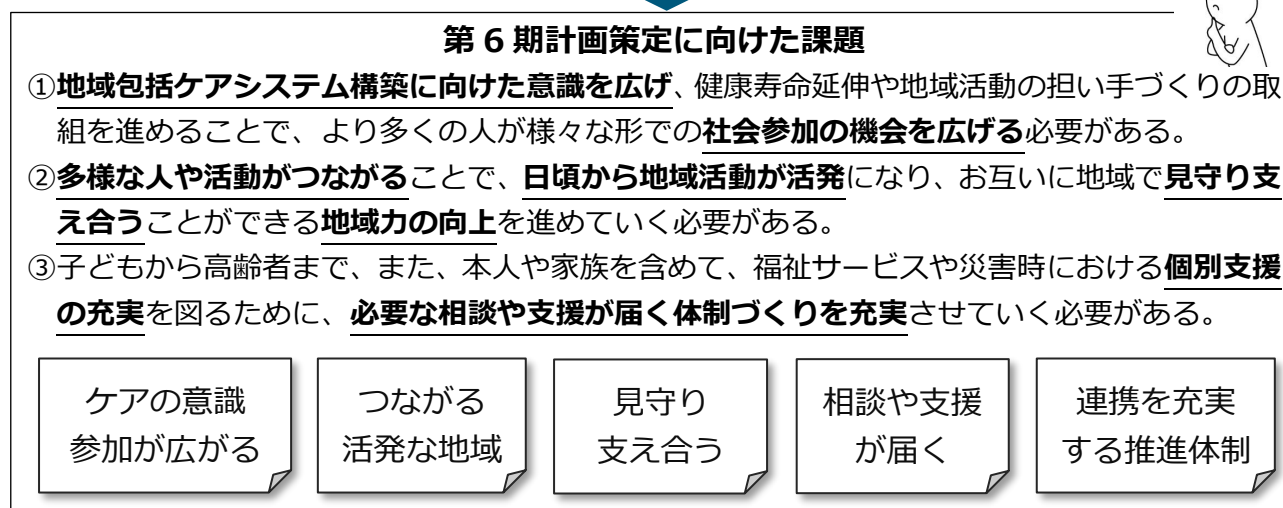 第6期計画策定に向けた課題
①地域包括ケアシステム構築に向けた意識を広げ、健康寿命延伸や地域活動の担い手づくりの取
組を進めることで、より多くの人が様々な形での社会参加の機会を広げる必要がある。
②多様な人や活動がつながることで、日頃から地域活動が活発になり、お互いに地域で見守り支
え合うことができる地域力の向上を進めていく必要がある。
③子どもから高齢者まで、また、本人や家族を含めて、福祉サービスや災害時における個別支援
の充実を図るために、必要な相談や支援が届く体制づくりを充実させていく必要がある。
ケアの意識
参加が広がる
つながる
活発な地域
見守り
支え合う
相談や支援
が届く
連携を充実
する推進体制